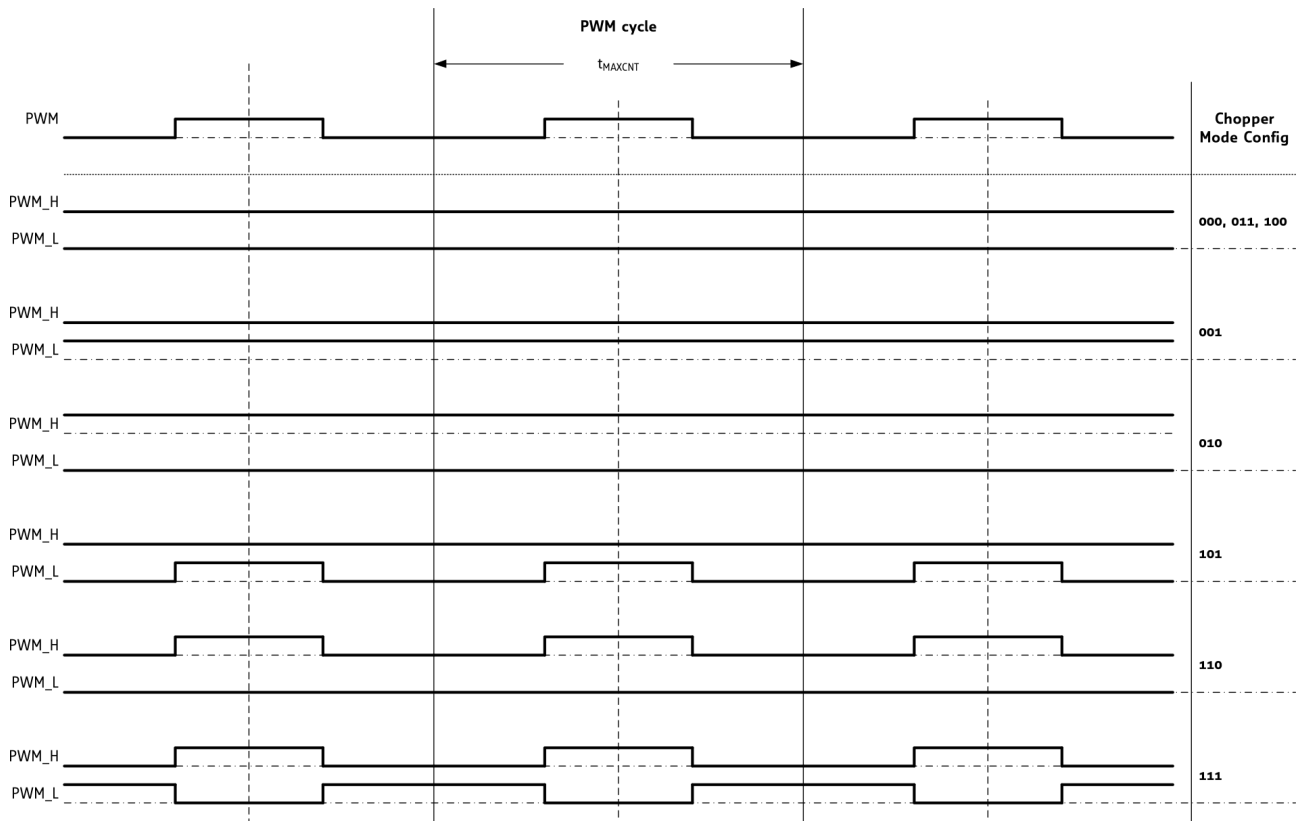 PWM cycle
tMAXCNT
PWM
Chopper
Mode Config
PWM_H
PWM_L
000, 011, 100
PWM_H
PWM_L
001
PWM_H
PWM_L
010
PWM_H
PWM_L
101
PWM_H
PWM_L
110
PWM_H
PWM_L
111